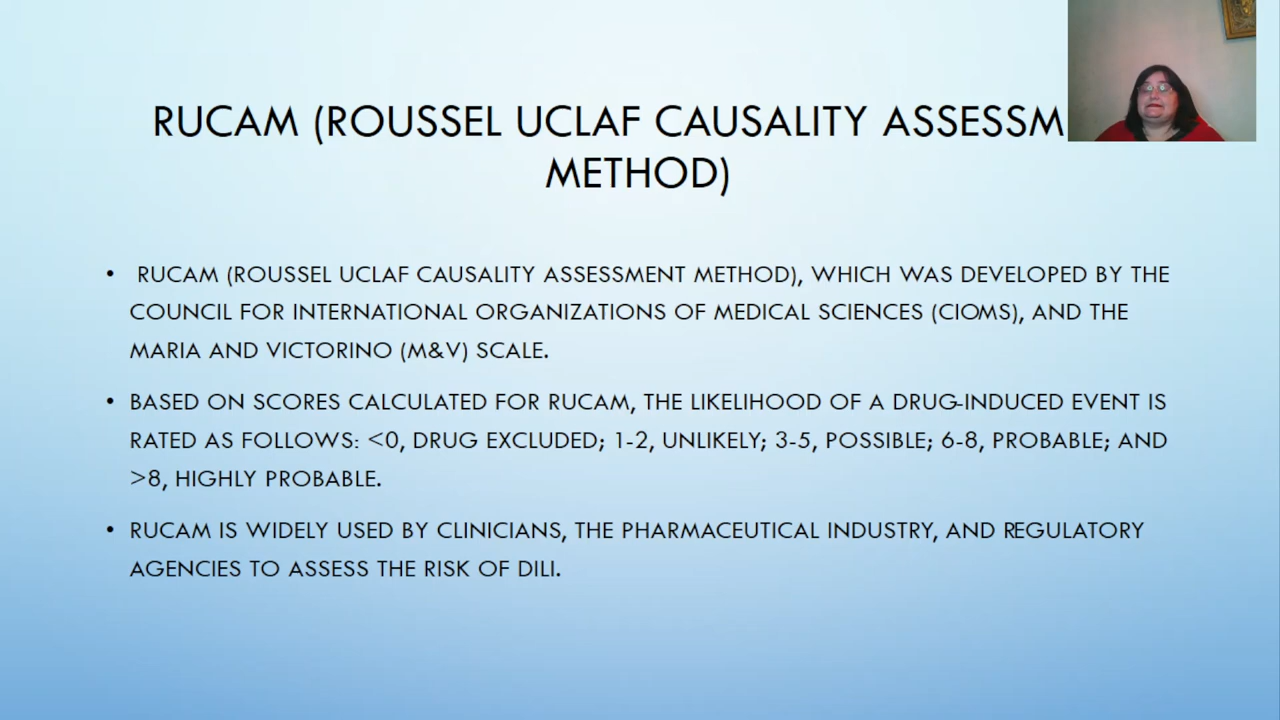 RUCAM (ROUSSEL UCLAF CAUSALITY ASSESSM
METHOD)
• RUCAM (ROUSSEL UCLAF CAUSALITY ASSESSMENT METHOD), WHICH WAS DEVELOPED BY THE
COUNCIL FOR INTERNATIONAL ORGANIZATIONS OF MEDICAL SCIENCES (CIOMS), AND THE
MARIA AND VICTORINO (M&V) SCALE.
• BASED ON SCORES CALCULATED FOR RUCAM, THE LIKELIHOOD OF A DRUG-INDUCED EVENT IS
RATED AS FOLLOWS: <0, DRUG EXCLUDED; 1-2, UNLIKELY; 3-5, POSSIBLE; 6-8, PROBABLE; AND
>8, HIGHLY PROBABLE.
• RUCAM IS WIDELY USED BY CLINICIANS, THE PHARMACEUTICAL INDUSTRY, AND REGULATORY
AGENCIES TO ASSESS THE RISK OF DILI.